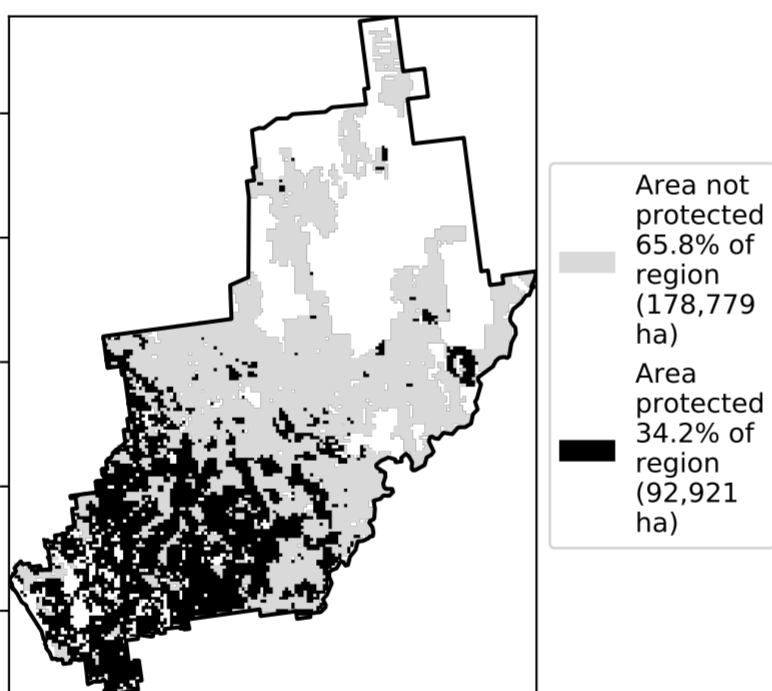 Area not
protected
65.8% of
region
(178,779
ha)
Area
protected
34.2% of
region
(92,921
ha)